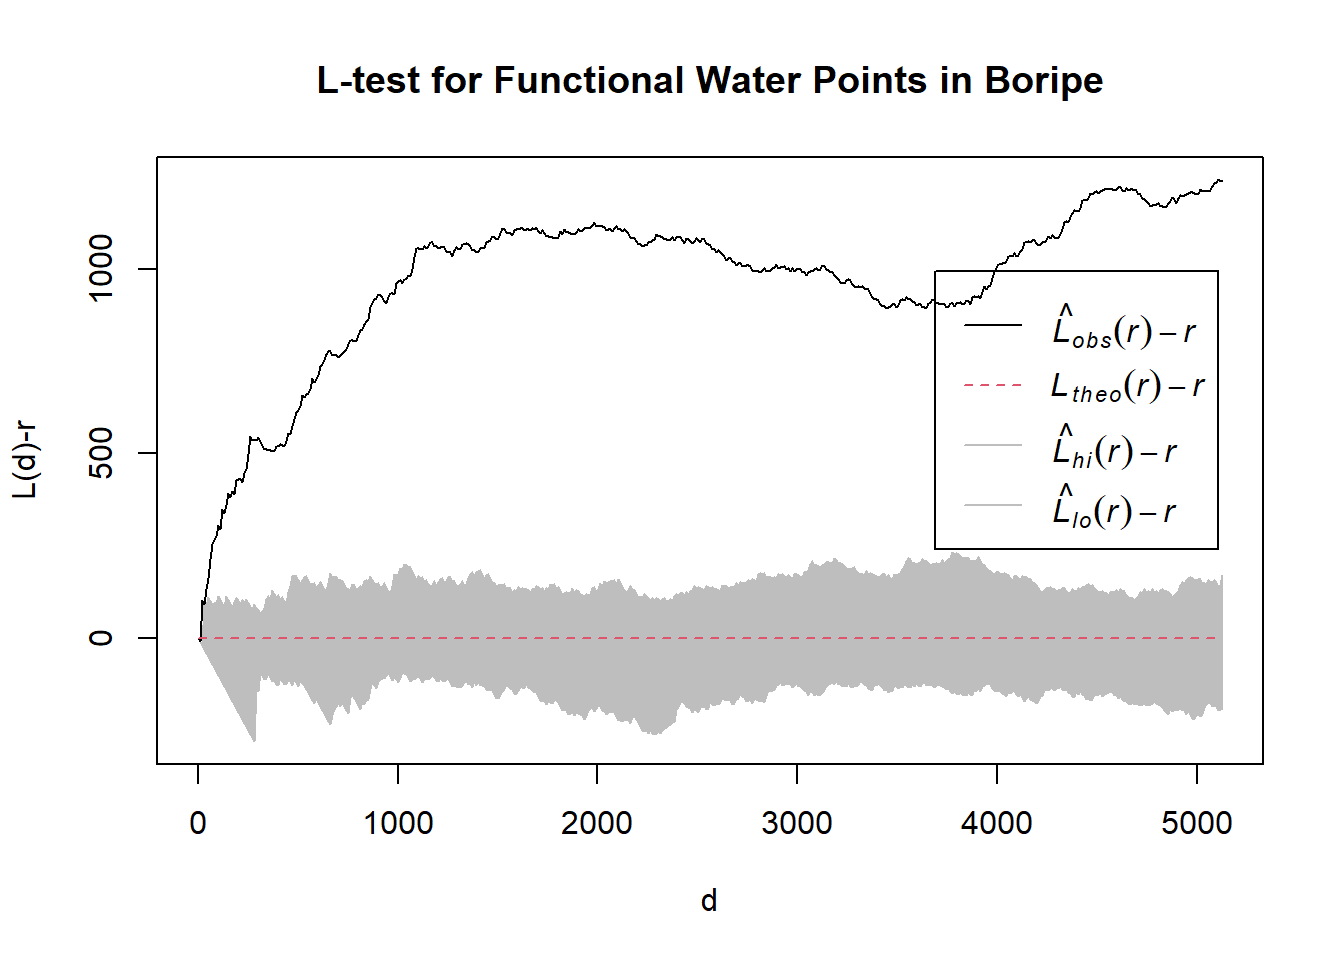 L-test for Functional Water Points in Boripe
L(d)-r
1000
500
0
L̂obs(r) − r
Ltheo(r) − r
L̂hi(r) − r
L̂lo(r) − r
0 1000 2000 3000 4000 5000
d